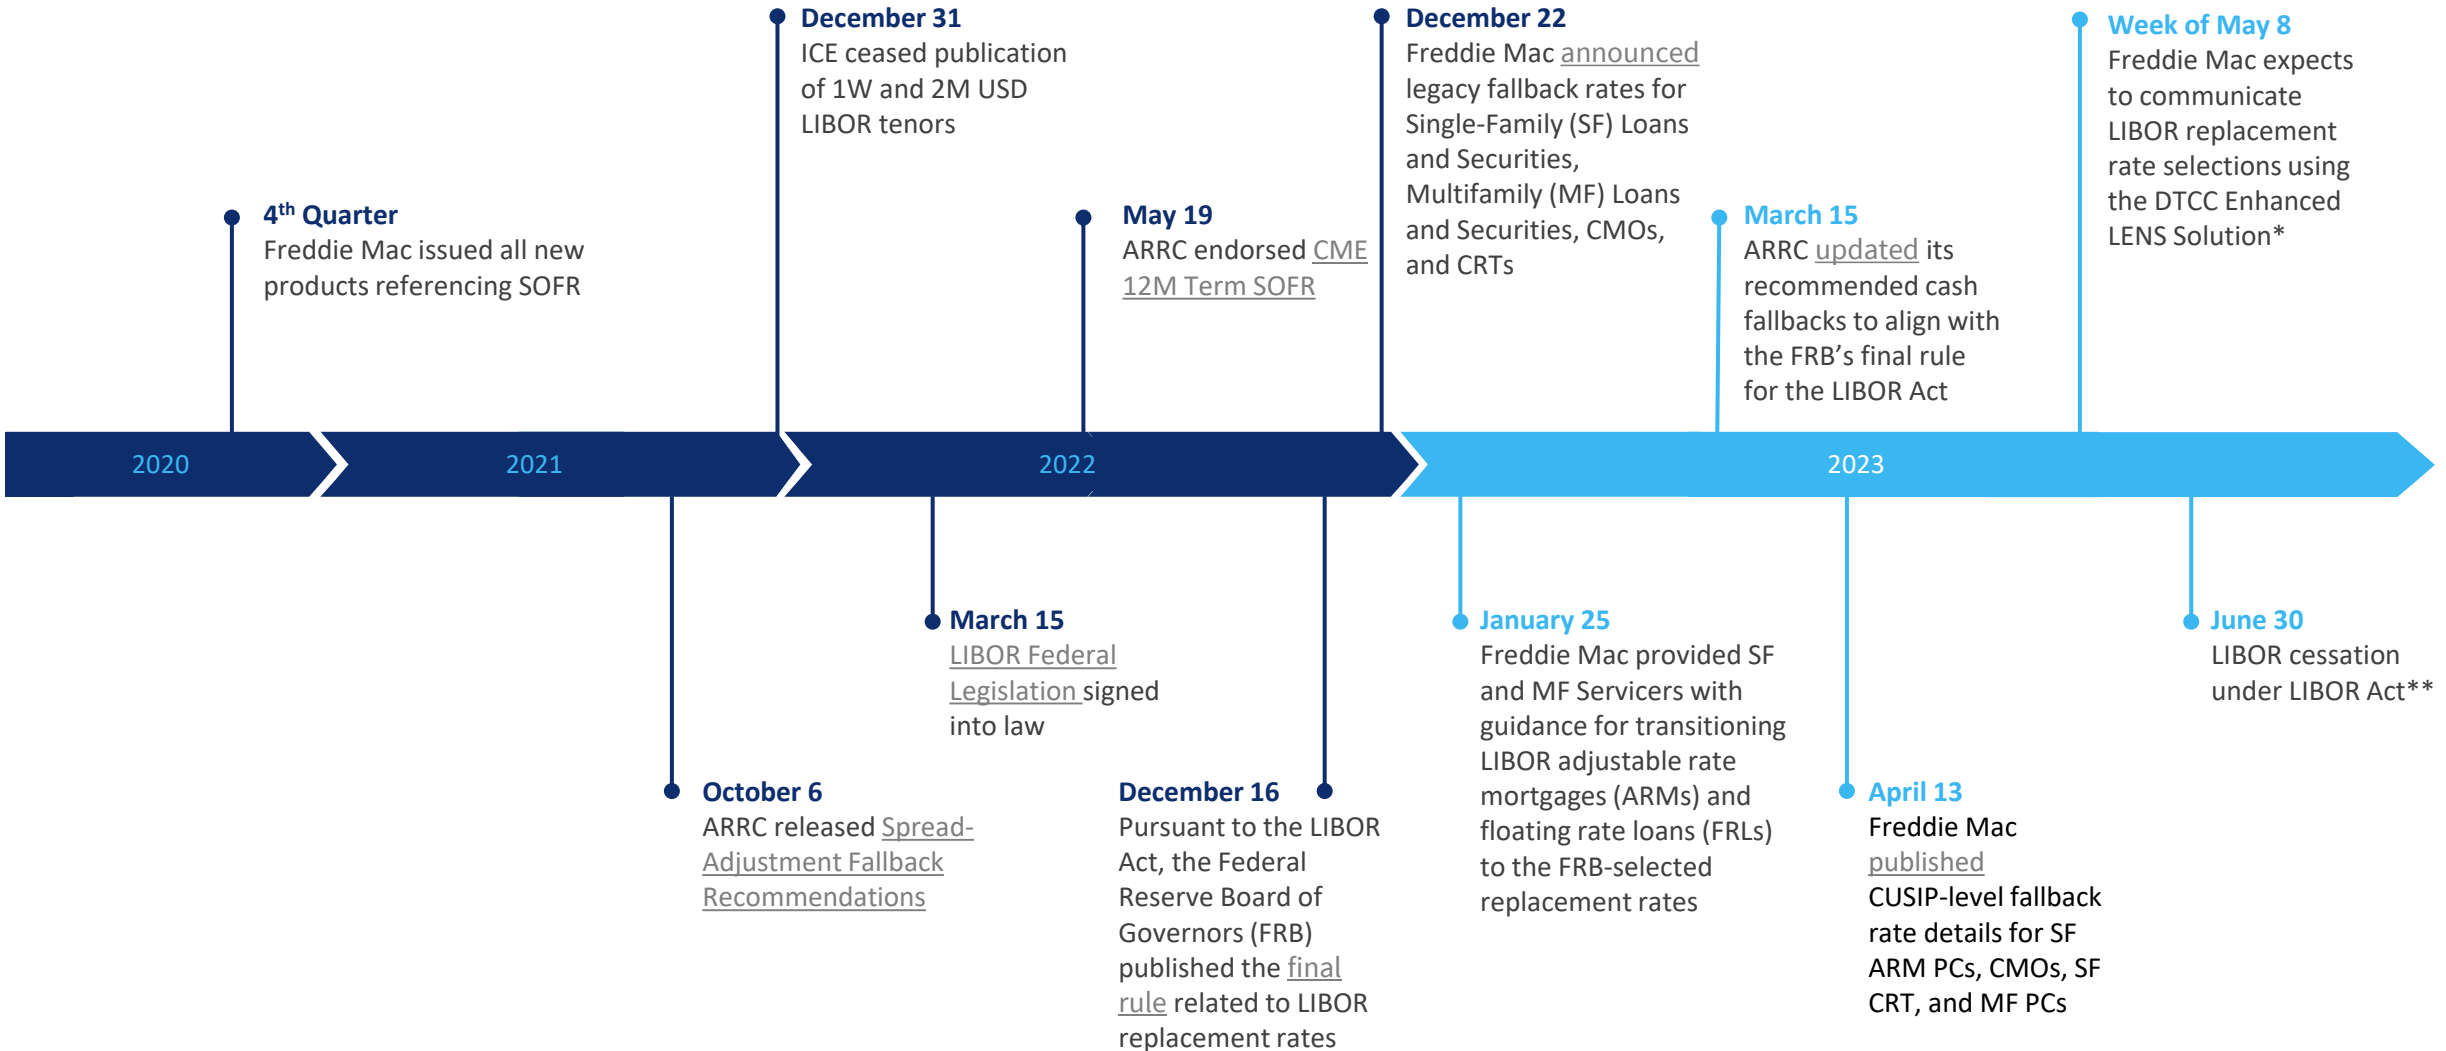 December 31
ICE ceased publication
of 1W and 2M USD
LIBOR tenors
December 22
Freddie Mac announced
legacy fallback rates for
Single-Family (SF) Loans
and Securities,
Multifamily (MF) Loans
and Securities, CMOs,
and CRTs
Week of May 8
Freddie Mac expects
to communicate
LIBOR replacement
rate selections using
the DTCC Enhanced
LENS Solution*
4th Quarter
Freddie Mac issued all new
products referencing SOFR
May 19
ARRC endorsed CME
12M Term SOFR
March 15
ARRC updated its
recommended cash
fallbacks to align with
the FRB’s final rule
for the LIBOR Act
2020
2021
2022
2023
March 15
LIBOR Federal
Legislation signed
into law
January 25
Freddie Mac provided SF
and MF Servicers with
guidance for transitioning
LIBOR adjustable rate
mortgages (ARMs) and
floating rate loans (FRLs)
to the FRB-selected
replacement rates
June 30
LIBOR cessation
under LIBOR Act**
October 6
ARRC released Spread-
Adjustment Fallback
Recommendations
December 16
Pursuant to the LIBOR
Act, the Federal
Reserve Board of
Governors (FRB)
published the final
rule related to LIBOR
replacement rates
April 13
Freddie Mac
published
CUSIP-level fallback
rate details for SF
ARM PCs, CMOs, SF
CRT, and MF PCs